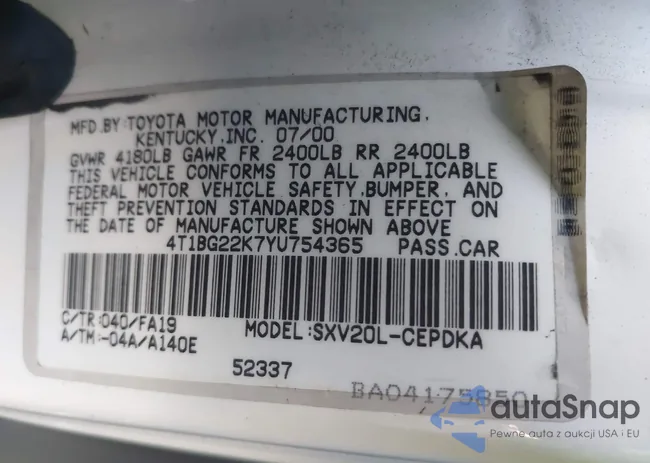 MFD.BY TOYOTA MOTOR MANUFACTURING,
KENTUCKY,INC. 07/00
GVWR 4180LB GAWR FR 2400LB RR 2400LB
THIS VEHICLE CONFORMS TO ALL APPLICABLE
FEDERAL MOTOR VEHICLE SAFETY,BUMPER, AND
THEFT PREVENTION STANDARDS IN EFFECT ON
THE DATE OF MANUFACTURE SHOWN ABOVE
4T1BG22K7YU754365 PASS.CAR
C/TR:040/FA19 MODEL:SXV20L-CEPDKA
A/TM:-04A/A140E
52337
BA04175850
autaSnap
Pewne auta z aukcji USA i EU